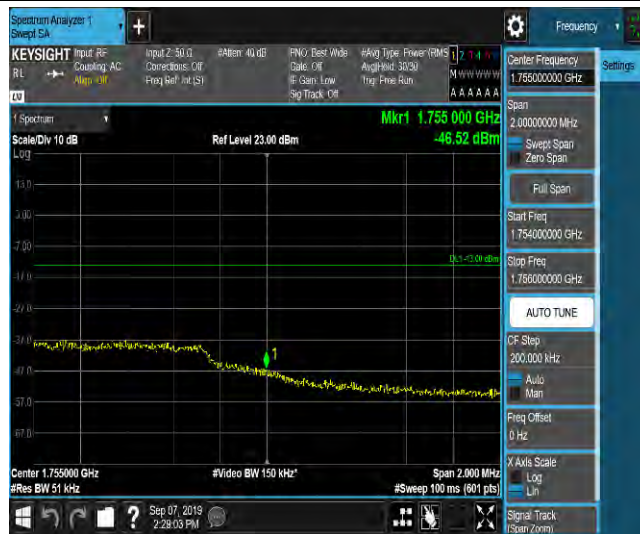 Spectrum Analyzer 1
Swept SA
+
Frequency
KEYSIGHT
Input: RF
Input Z: 50 Ω
#Atten: 40 dB
PNO: Best Wide
#Avg Type: Power (RMS
1 2
RL
Coupling: AC
Corrections: Off
Gate: Off
Avg|Hold: 30/30
M W W W W W
Align: Off
Freq Ref: Int (S)
IF Gain: Low
Trig: Free Run
Sig Track: Off
A A A A A A
Center Frequency
1.755000000 GHz
Settings
Span
2.00000000 MHz
Swept Span
Zero Span
Full Span
Start Freq
1.754000000 GHz
Stop Freq
1.756000000 GHz
AUTO TUNE
CF Step
200.000 kHz
Auto
Man
Freq Offset
0 Hz
X Axis Scale
Log
Lin
Signal Track
(Span Zoom)
1 Spectrum
Mkr1 1.755 000 GHz
Scale/Div 10 dB
Ref Level 23.00 dBm
-46.52 dBm
Log
13.0
3.00
-7.00
DL1 -13.00 dBm
-17.0
-27.0
-37.0
1
-47.0
-57.0
-67.0
Center 1.755000 GHz
#Video BW 150 kHz*
Span 2.000 MHz
#Res BW 51 kHz
#Sweep 100 ms (601 pts)
?
Sep 07, 2019
2:28:03 PM